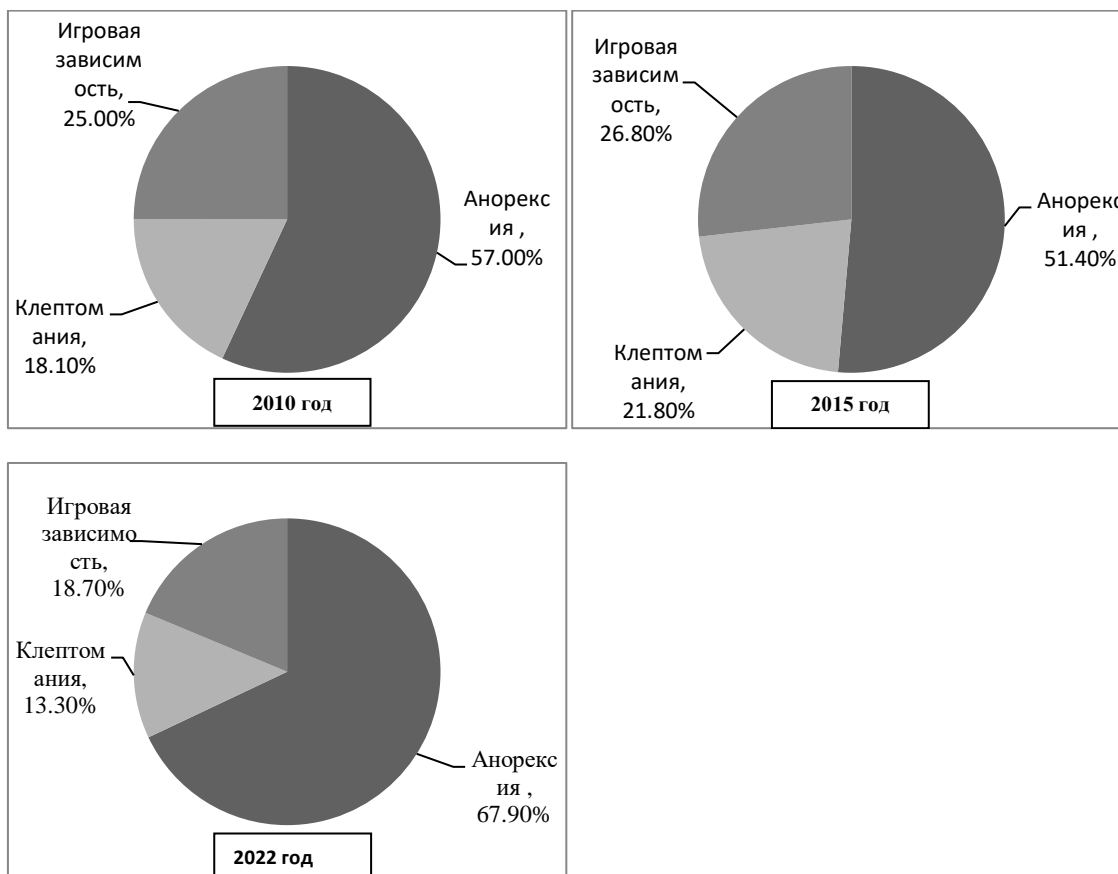 Игровая
зависим
ость,
25.00%
Анорекс
ия ,
57.00%
Клептом
ания,
18.10%
2010 год
Игровая
зависим
ость,
26.80%
Анорекс
ия ,
51.40%
Клептом
ания,
21.80%
2015 год
Игровая
зависимо
сть,
18.70%
Клептом
ания,
13.30%
Анорекс
ия ,
67.90%
2022 год